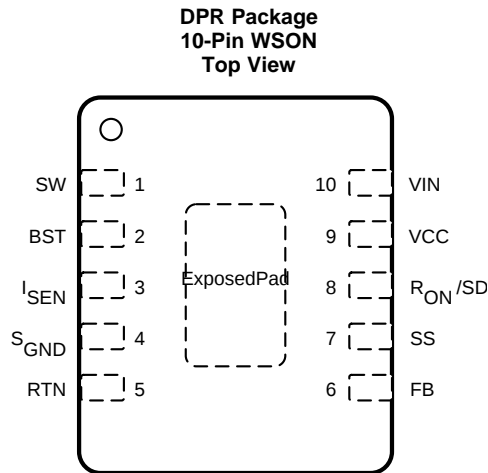 DPR Package
10-Pin WSON
Top View
SW 1 10 VIN
BST 2 9 VCC
ISEN 3 ExposedPad 8 RON/SD
SGND 4 7 SS
RTN 5 6 FB